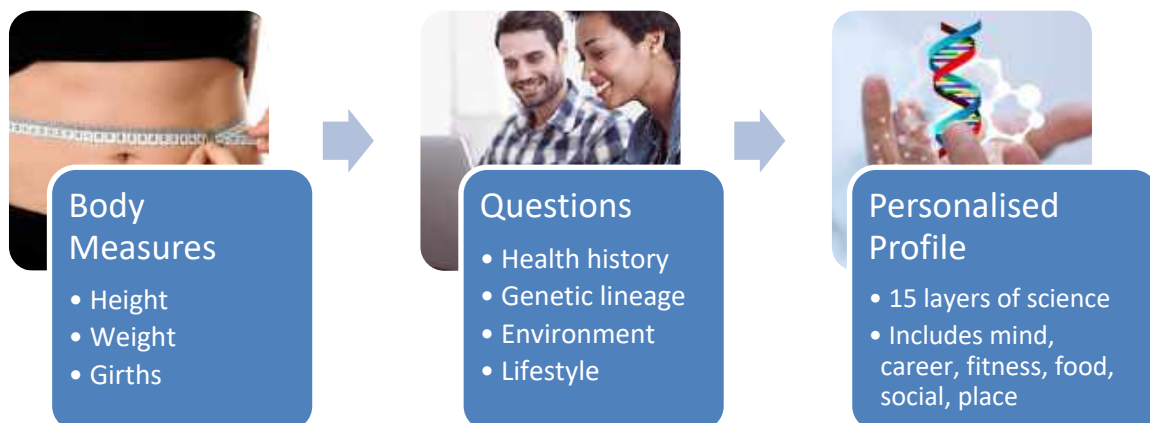 Body
Measures
• Height
• Weight
• Girths
Questions
• Health history
• Genetic lineage
• Environment
• Lifestyle
Personalised
Profile
• 15 layers of science
• Includes mind,
career, fitness, food,
social, place